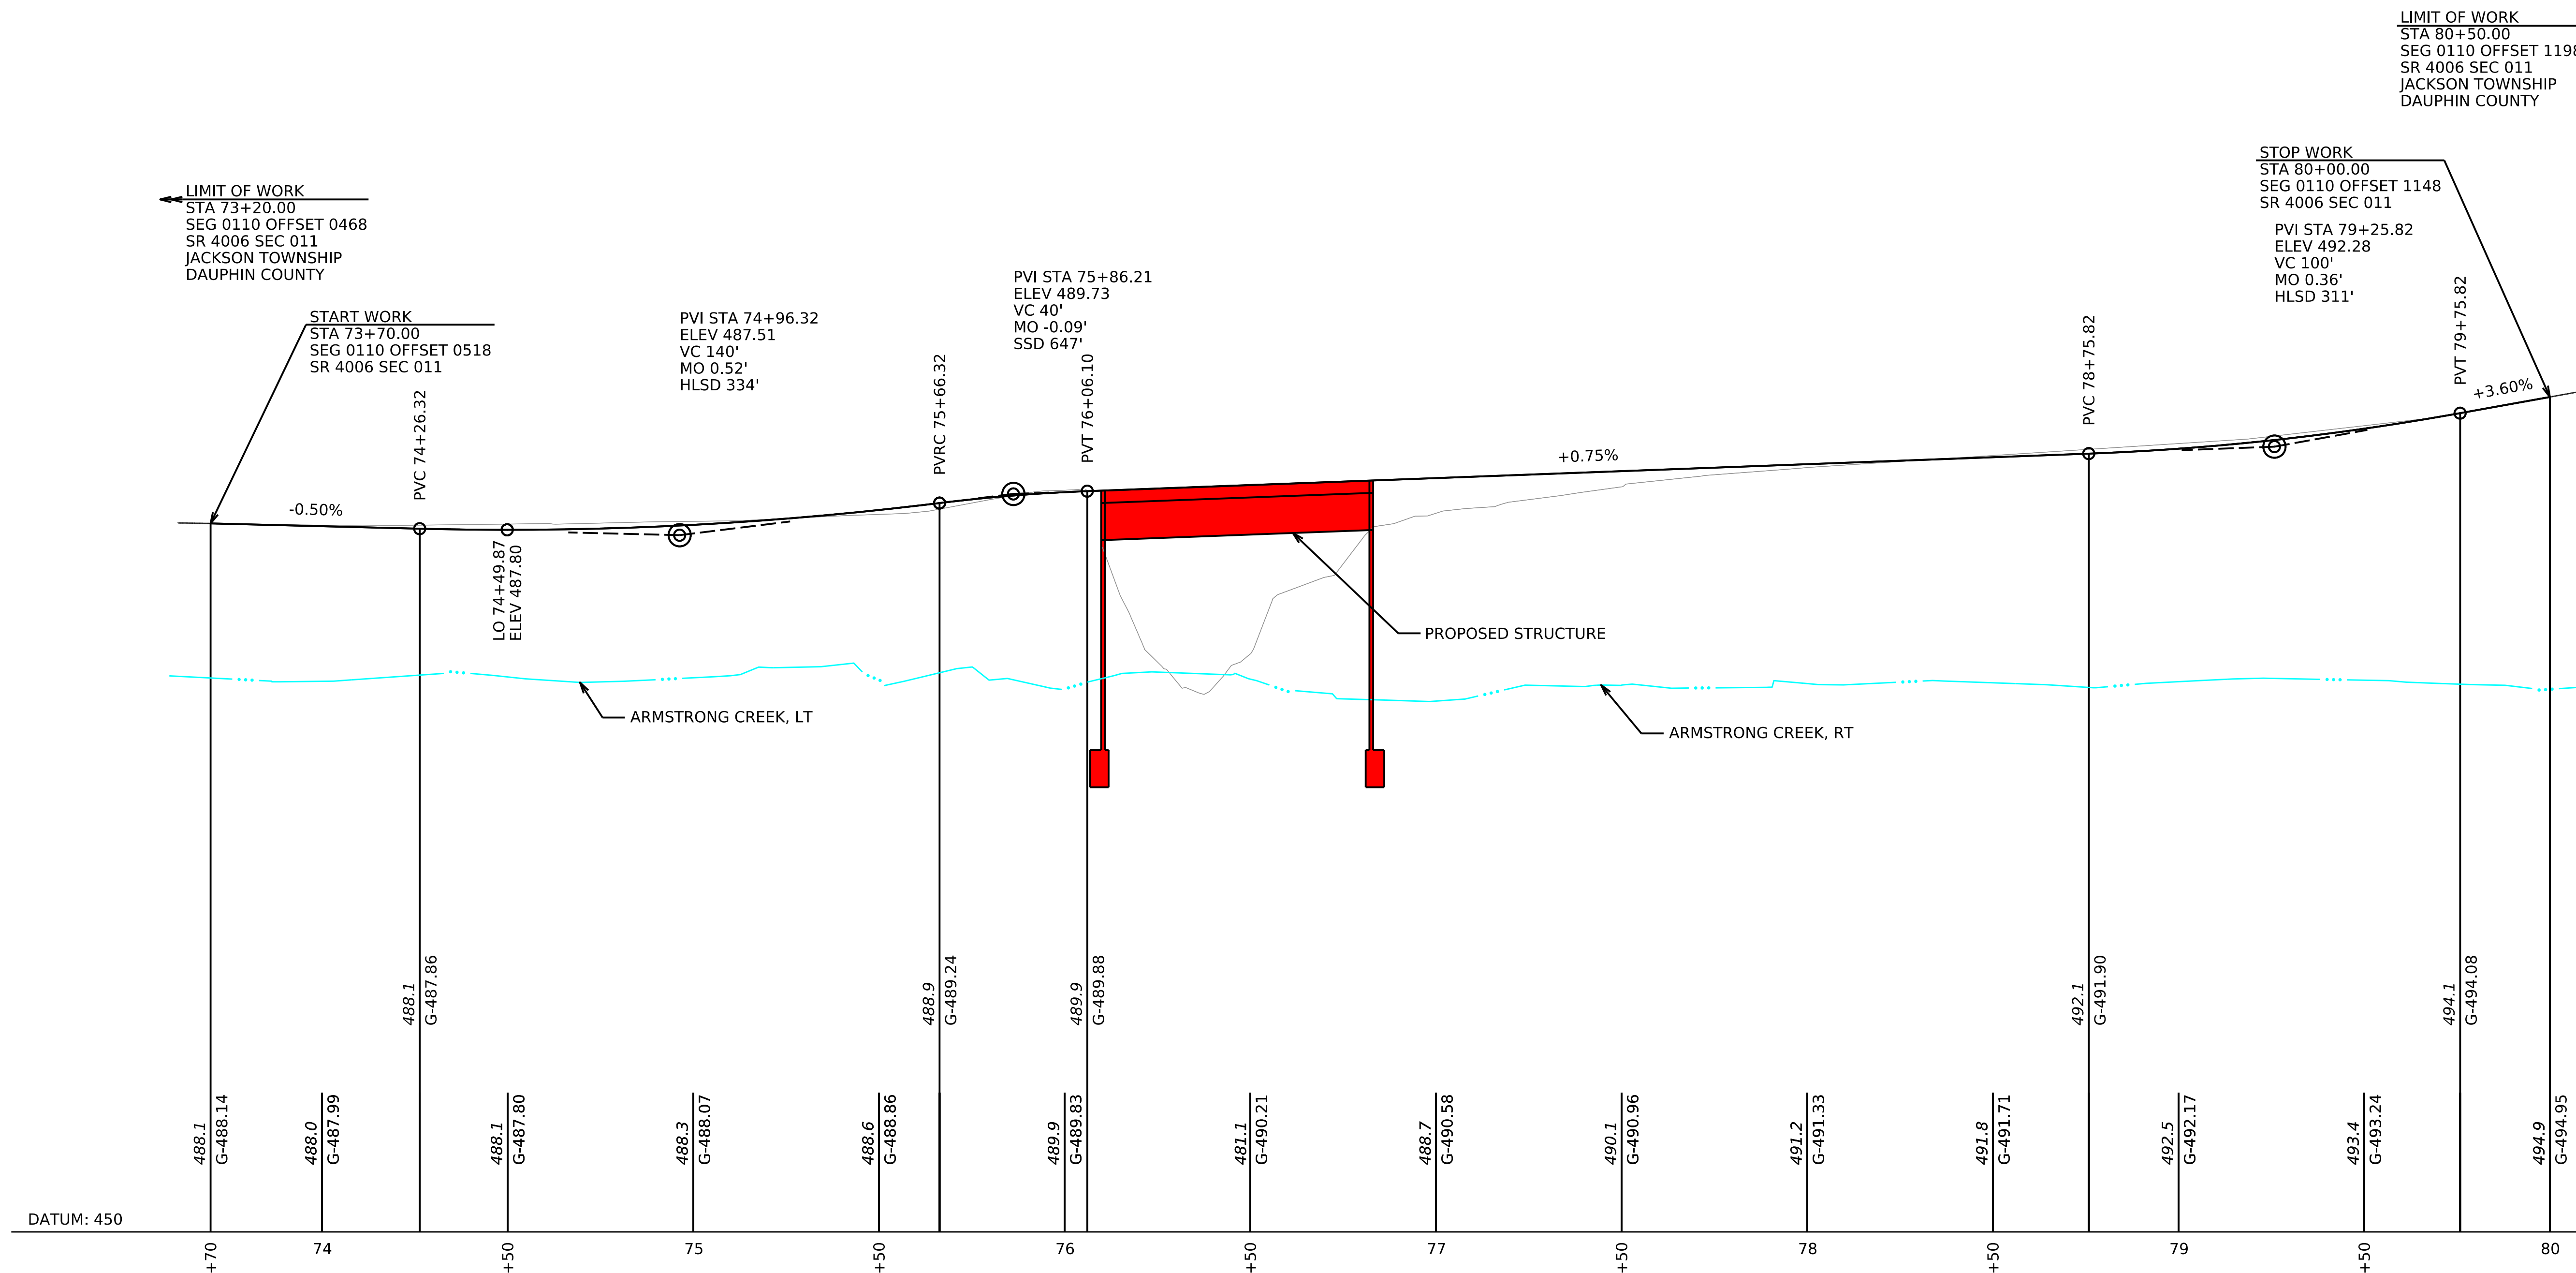 LIMIT OF WORK
STA 80+50.00
SEG 0110 OFFSET 1198
SR 4006 SEC 011
JACKSON TOWNSHIP
DAUPHIN COUNTY
STOP WORK
STA 80+00.00
SEG 0110 OFFSET 1148
SR 4006 SEC 011
LIMIT OF WORK
STA 73+20.00
SEG 0110 OFFSET 0468
SR 4006 SEC 011
JACKSON TOWNSHIP
DAUPHIN COUNTY
START WORK
STA 73+70.00
SEG 0110 OFFSET 0518
SR 4006 SEC 011
PVI STA 74+96.32
ELEV 487.51
VC 140'
MO 0.52'
HLSD 334'
PVI STA 75+86.21
ELEV 489.73
VC 40'
MO -0.09'
SSD 647'
PVI STA 79+25.82
ELEV 492.28
VC 100'
MO 0.36'
HLSD 311'
PVC 74+26.32
PVRC 75+66.32
PVT 76+06.10
PVC 78+75.82
PVT 79+75.82
-0.50%
+0.75%
+3.60%
LO 74+49.87
ELEV 487.80
PROPOSED STRUCTURE
ARMSTRONG CREEK, LT
ARMSTRONG CREEK, RT
488.1
G-487.86
488.9
G-489.24
489.9
G-489.88
492.1
G-491.90
494.1
G-494.08
488.1
G-488.14
488.0
G-487.99
488.1
G-487.80
488.3
G-488.07
488.6
G-488.86
489.9
G-489.83
481.1
G-490.21
488.7
G-490.58
490.1
G-490.96
491.2
G-491.33
491.8
G-491.71
492.5
G-492.17
493.4
G-493.24
494.9
G-494.95
DATUM: 450
+70
74
+50
75
+50
76
+50
77
+50
78
+50
79
+50
80